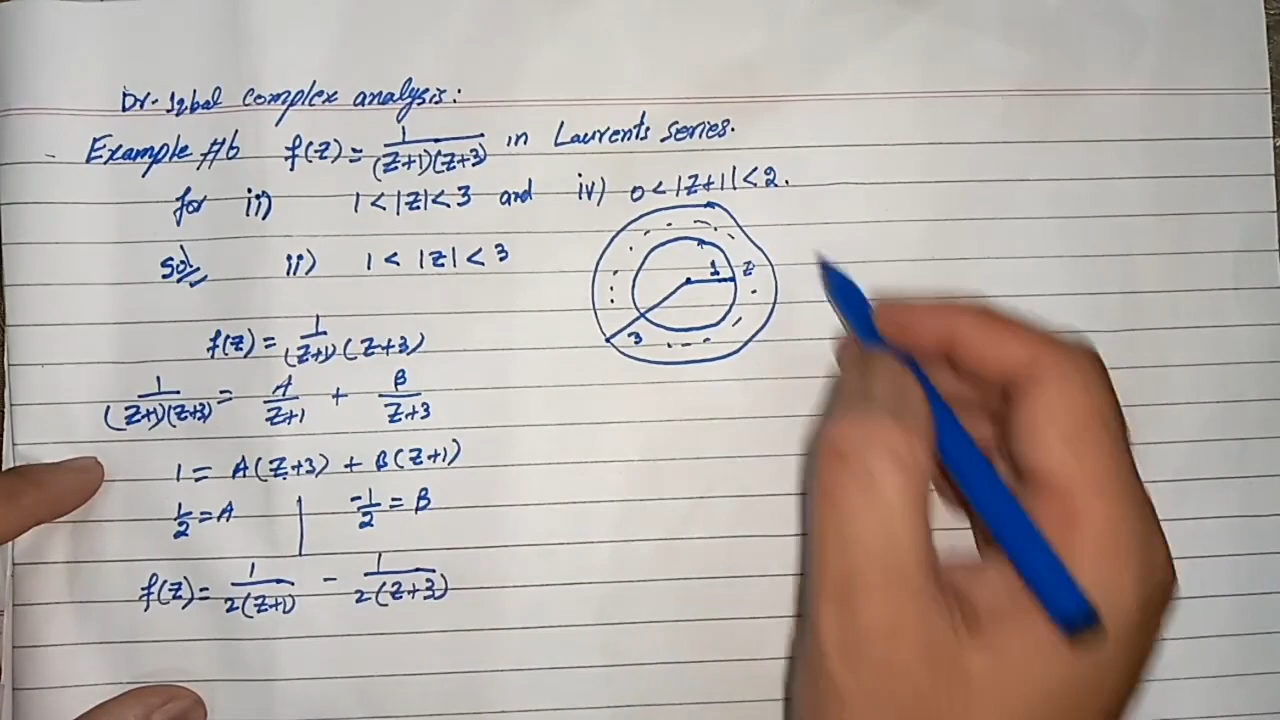 Dr. Iqbal complex analysis:
Example #6 f(z) = 1/((z+1)(z+3)) in Laurents series.
for ii) 1 < |z| < 3 and iv) 0 < |z+1| < 2.
Sol ii) 1 < |z| < 3
1 z
3
f(z) = 1/((z+1)(z+3))
1/((z+1)(z+3)) = A/(z+1) + B/(z+3)
1 = A(z+3) + B(z+1)
1/2 = A | -1/2 = B
f(z) = 1/(2(z+1)) - 1/(2(z+3))